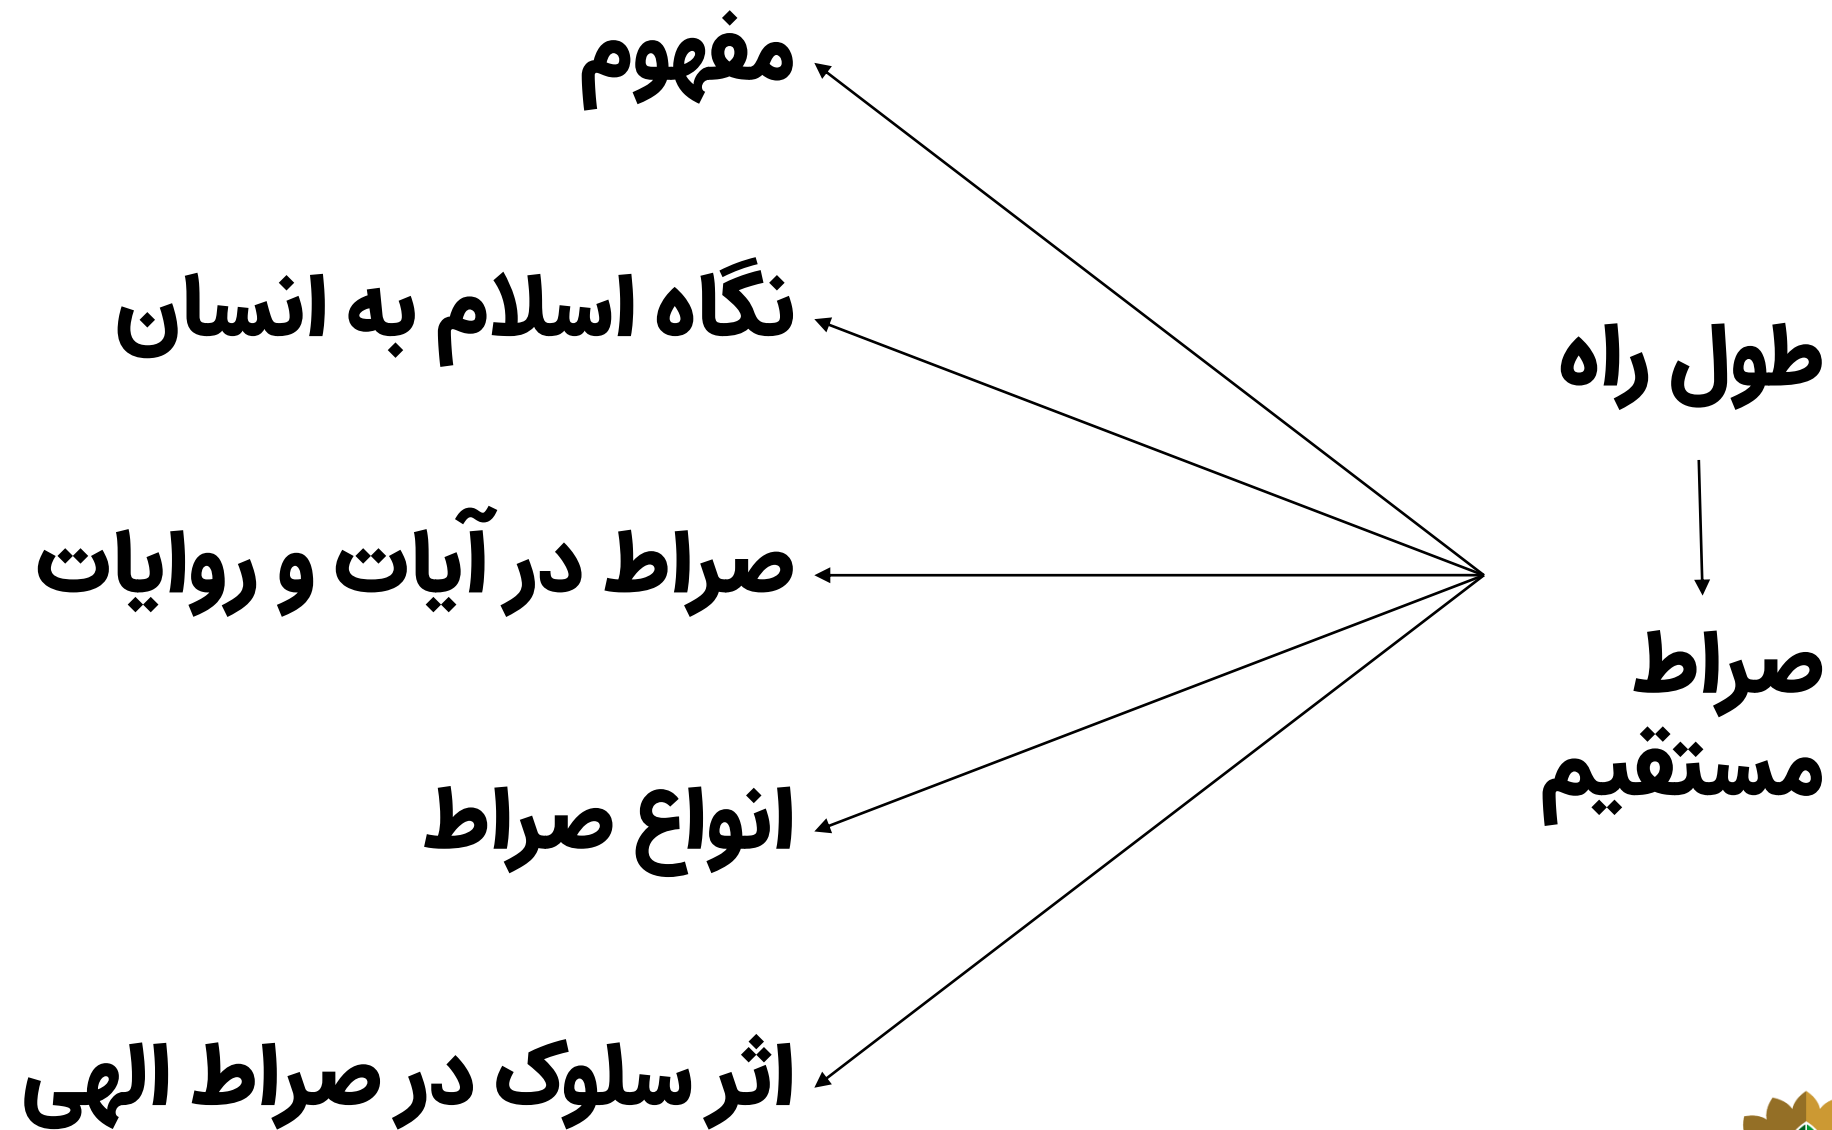 طول راه
صراط
مستقیم
مفهوم
نگاه اسلام به انسان
صراط در آیات و روایات
انواع صراط
اثر سلوک در صراط الهی